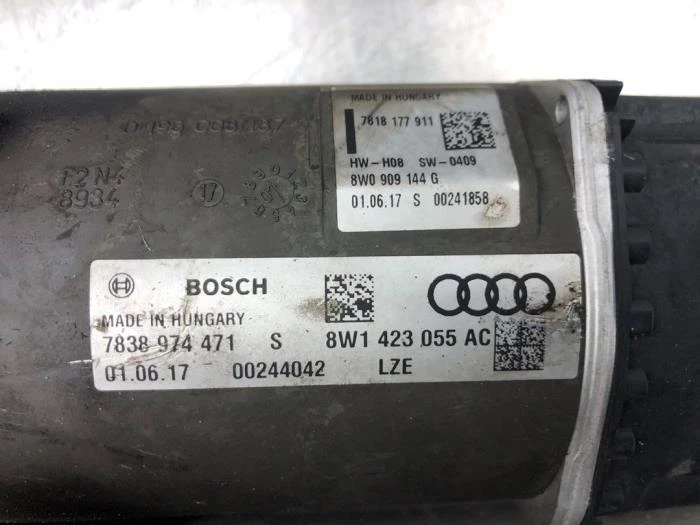 MADE IN HUNGARY
7818 177 911
HW-H08 SW-0409
8W0 909 144 G
01.06.17 S 00241858
F2N4
8934
17
BOSCH
MADE IN HUNGARY
7838 974 471 S 8W1 423 055 AC
01.06.17 00244042 LZE